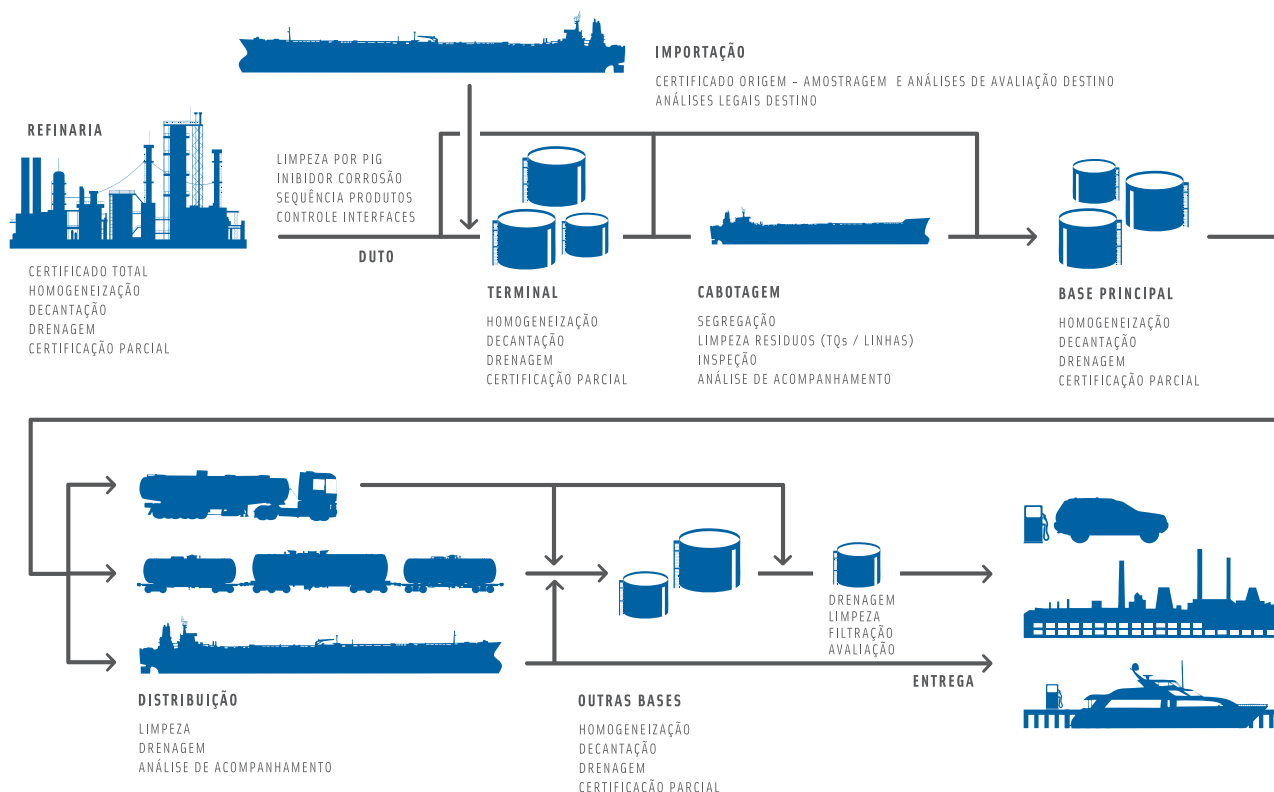 IMPORTAÇÃO
CERTIFICADO ORIGEM – AMOSTRAGEM E ANÁLISES DE AVALIAÇÃO DESTINO
ANÁLISES LEGAIS DESTINO
REFINARIA
LIMPEZA POR PIG
INIBIDOR CORROSÃO
SEQUÊNCIA PRODUTOS
CONTROLE INTERFACES
DUTO
CERTIFICADO TOTAL
HOMOGENEIZAÇÃO
DECANTAÇÃO
DRENAGEM
CERTIFICAÇÃO PARCIAL
TERMINAL
HOMOGENEIZAÇÃO
DECANTAÇÃO
DRENAGEM
CERTIFICAÇÃO PARCIAL
CABOTAGEM
SEGREGAÇÃO
LIMPEZA RESIDUOS (TQs / LINHAS)
INSPEÇÃO
ANÁLISE DE ACOMPANHAMENTO
BASE PRINCIPAL
HOMOGENEIZAÇÃO
DECANTAÇÃO
DRENAGEM
CERTIFICAÇÃO PARCIAL
DISTRIBUIÇÃO
LIMPEZA
DRENAGEM
ANÁLISE DE ACOMPANHAMENTO
OUTRAS BASES
HOMOGENEIZAÇÃO
DECANTAÇÃO
DRENAGEM
CERTIFICAÇÃO PARCIAL
DRENAGEM
LIMPEZA
FILTRAÇÃO
AVALIAÇÃO
ENTREGA